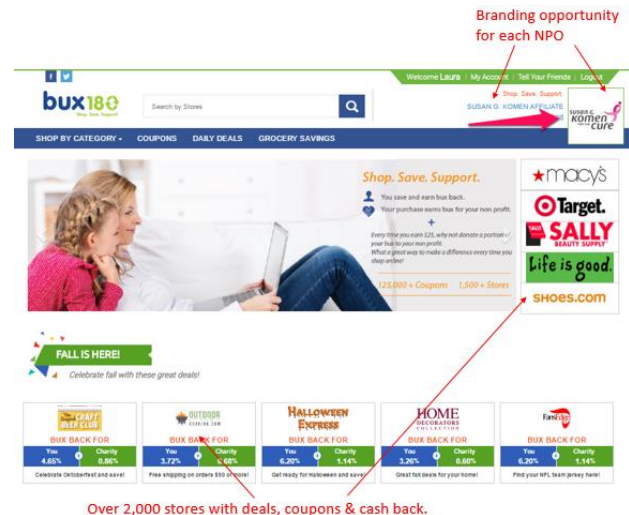 Branding opportunity
for each NPO
Welcome Laura | My Account | Tell Your Friends | Logout
bux180
Shop. Save. Support.
Search by Stores
Shop. Save. Support.
SUSAN G. KOMEN AFFILIATE
susan g.
komen
FOR THE
cure
SHOP BY CATEGORY
COUPONS
DAILY DEALS
GROCERY SAVINGS
Shop. Save. Support.
You save and earn bux back.
Your purchase earns bux for your non profit.
+
Every time you earn $25, why not donate a portion
your bux to your non profit.
What a great way to make a difference every time you
shop online!
125,000 + Coupons 1,500 + Stores
macy's
Target.
SALLY
BEAUTY SUPPLY
Life is good.
SHOES.COM
FALL IS HERE!
Celebrate fall with these great deals!
CRAFT
BEER CLUB
BUX BACK FOR
You Charity
4.65% 0.86%
Celebrate Oktoberfest and save!
OUTDOOR
COOKING.COM
BUX BACK FOR
You Charity
3.72% 0.68%
Free shipping on orders $50 or more!
HALLOWEEN
EXPRESS
BUX BACK FOR
You Charity
6.20% 1.14%
Get ready for Halloween and save!
HOME
DECORATORS
COLLECTION
BUX BACK FOR
You Charity
3.26% 0.60%
Great fall deals for your home!
FansEdge
BUX BACK FOR
You Charity
6.20% 1.14%
Find your NFL team jersey here!
Over 2,000 stores with deals, coupons & cash back.